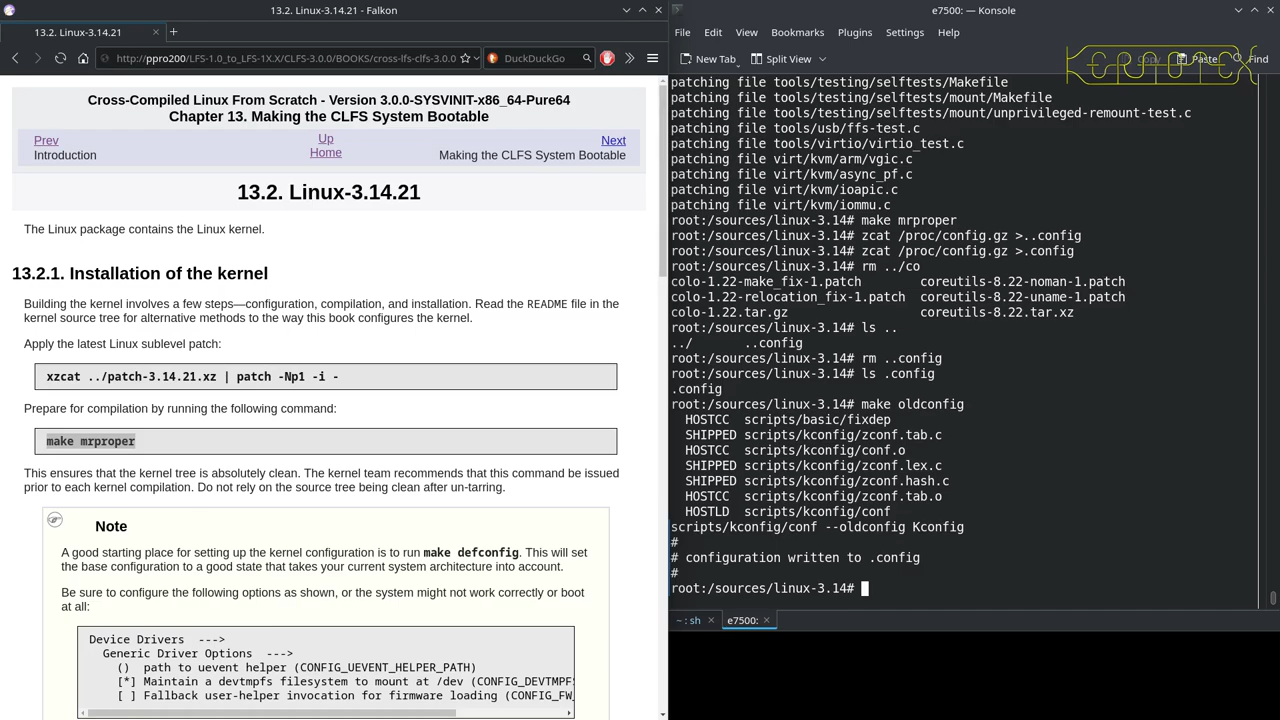 13.2. Linux-3.14.21 - Falkon
13.2. Linux-3.14.21
http://ppro200/LFS-1.0_to_LFS-1X.X/CLFS-3.0.0/BOOKS/cross-lfs-clfs-3.0.0
DuckDuckGo
Cross-Compiled Linux From Scratch - Version 3.0.0-SYSVINIT-x86_64-Pure64
Chapter 13. Making the CLFS System Bootable
Prev
Up
Next
Introduction
Home
Making the CLFS System Bootable
13.2. Linux-3.14.21
The Linux package contains the Linux kernel.
13.2.1. Installation of the kernel
Building the kernel involves a few steps—configuration, compilation, and installation. Read the README file in the
kernel source tree for alternative methods to the way this book configures the kernel.
Apply the latest Linux sublevel patch:
xzcat ../patch-3.14.21.xz | patch -Np1 -i -
Prepare for compilation by running the following command:
make mrproper
This ensures that the kernel tree is absolutely clean. The kernel team recommends that this command be issued
prior to each kernel compilation. Do not rely on the source tree being clean after un-tarring.
Note
A good starting place for setting up the kernel configuration is to run make defconfig. This will set
the base configuration to a good state that takes your current system architecture into account.
Be sure to configure the following options as shown, or the system might not work correctly or boot
at all:
Device Drivers --->
Generic Driver Options --->
() path to uevent helper (CONFIG_UEVENT_HELPER_PATH)
[*] Maintain a devtmpfs filesystem to mount at /dev (CONFIG_DEVTMPFS
[ ] Fallback user-helper invocation for firmware loading (CONFIG_FW_
e7500: — Konsole
File Edit View Bookmarks Plugins Settings Help
New Tab Split View Copy Paste Find
patching file tools/testing/selftests/Makefile
patching file tools/testing/selftests/mount/Makefile
patching file tools/testing/selftests/mount/unprivileged-remount-test.c
patching file tools/usb/ffs-test.c
patching file tools/virtio/virtio_test.c
patching file virt/kvm/arm/vgic.c
patching file virt/kvm/async_pf.c
patching file virt/kvm/ioapic.c
patching file virt/kvm/iommu.c
root:/sources/linux-3.14# make mrproper
root:/sources/linux-3.14# zcat /proc/config.gz >..config
root:/sources/linux-3.14# zcat /proc/config.gz >.config
root:/sources/linux-3.14# rm ../co
colo-1.22-make_fix-1.patch coreutils-8.22-noman-1.patch
colo-1.22-relocation_fix-1.patch coreutils-8.22-uname-1.patch
colo-1.22.tar.gz coreutils-8.22.tar.xz
root:/sources/linux-3.14# ls ..
../ ..config
root:/sources/linux-3.14# rm ..config
root:/sources/linux-3.14# ls .config
.config
root:/sources/linux-3.14# make oldconfig
HOSTCC scripts/basic/fixdep
SHIPPED scripts/kconfig/zconf.tab.c
HOSTCC scripts/kconfig/conf.o
SHIPPED scripts/kconfig/zconf.lex.c
SHIPPED scripts/kconfig/zconf.hash.c
HOSTCC scripts/kconfig/zconf.tab.o
HOSTLD scripts/kconfig/conf
scripts/kconfig/conf --oldconfig Kconfig
#
# configuration written to .config
#
root:/sources/linux-3.14#
~ : sh
e7500: